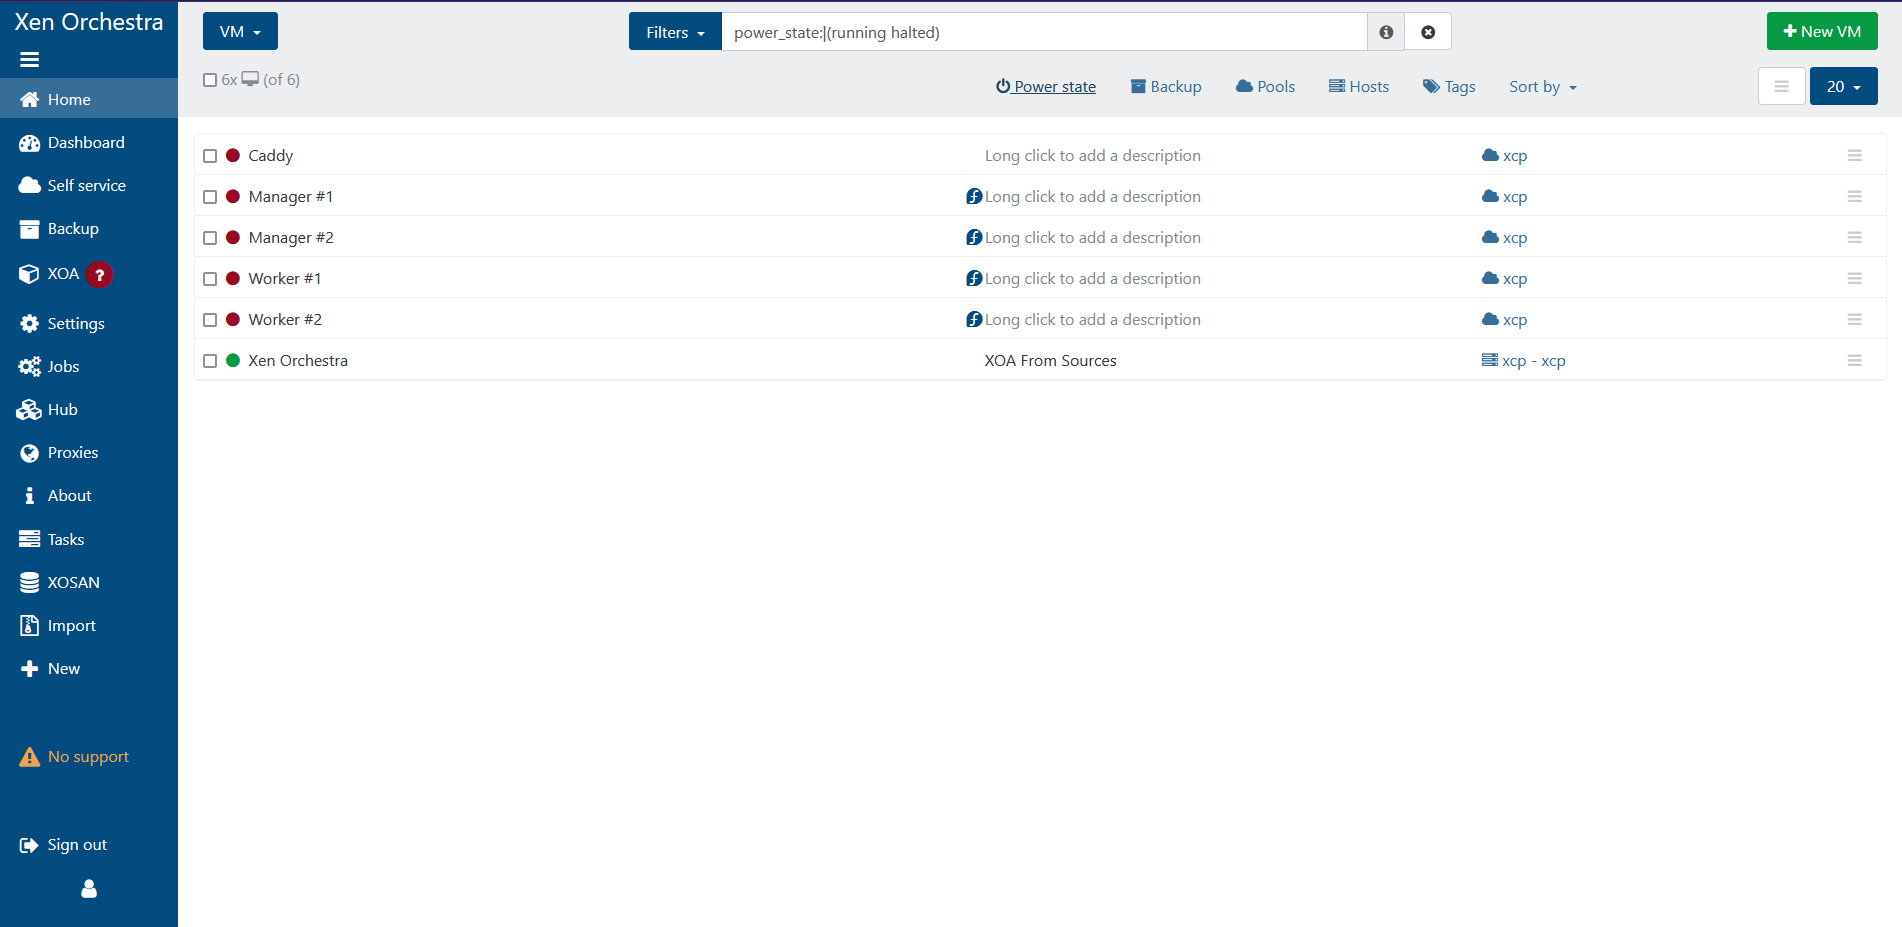 Xen Orchestra
Home
Dashboard
Self service
Backup
XOA ?
Settings
Jobs
Hub
Proxies
About
Tasks
XOSAN
Import
New
No support
Sign out
VM
Filters power_state:|(running halted)
New VM
6x (of 6)
Power state Backup Pools Hosts Tags Sort by
20
Caddy Long click to add a description xcp
Manager #1 Long click to add a description xcp
Manager #2 Long click to add a description xcp
Worker #1 Long click to add a description xcp
Worker #2 Long click to add a description xcp
Xen Orchestra XOA From Sources xcp - xcp